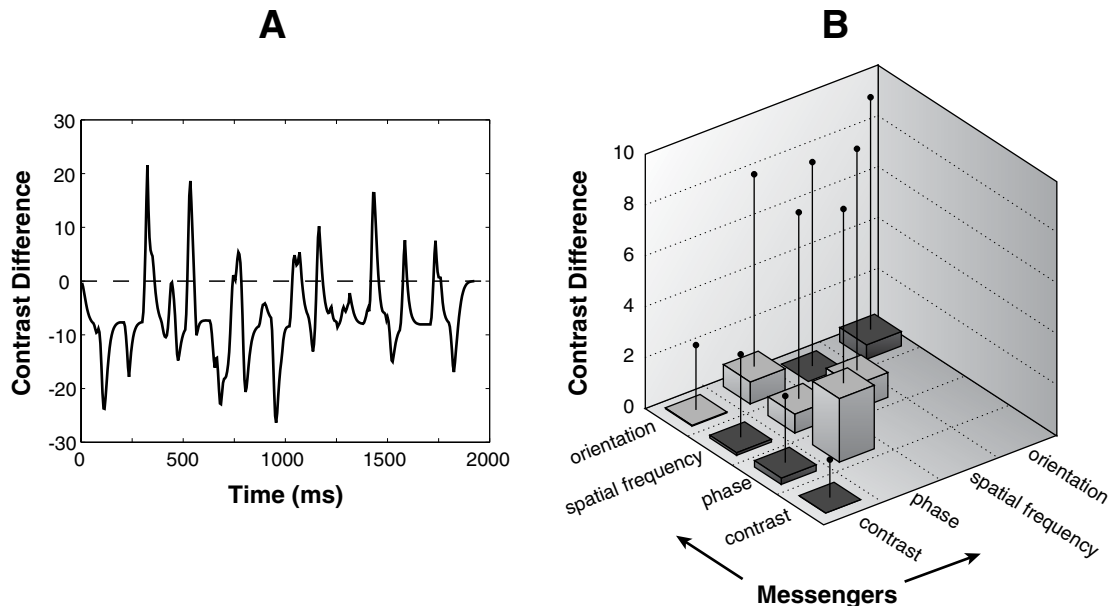 A
B
30
20
10
0
-10
-20
-30
Contrast Difference
0
500
1000
1500
2000
Time (ms)
10
8
6
4
2
0
Contrast Difference
orientation
spatial frequency
phase
contrast
contrast
phase
spatial frequency
orientation
Messengers